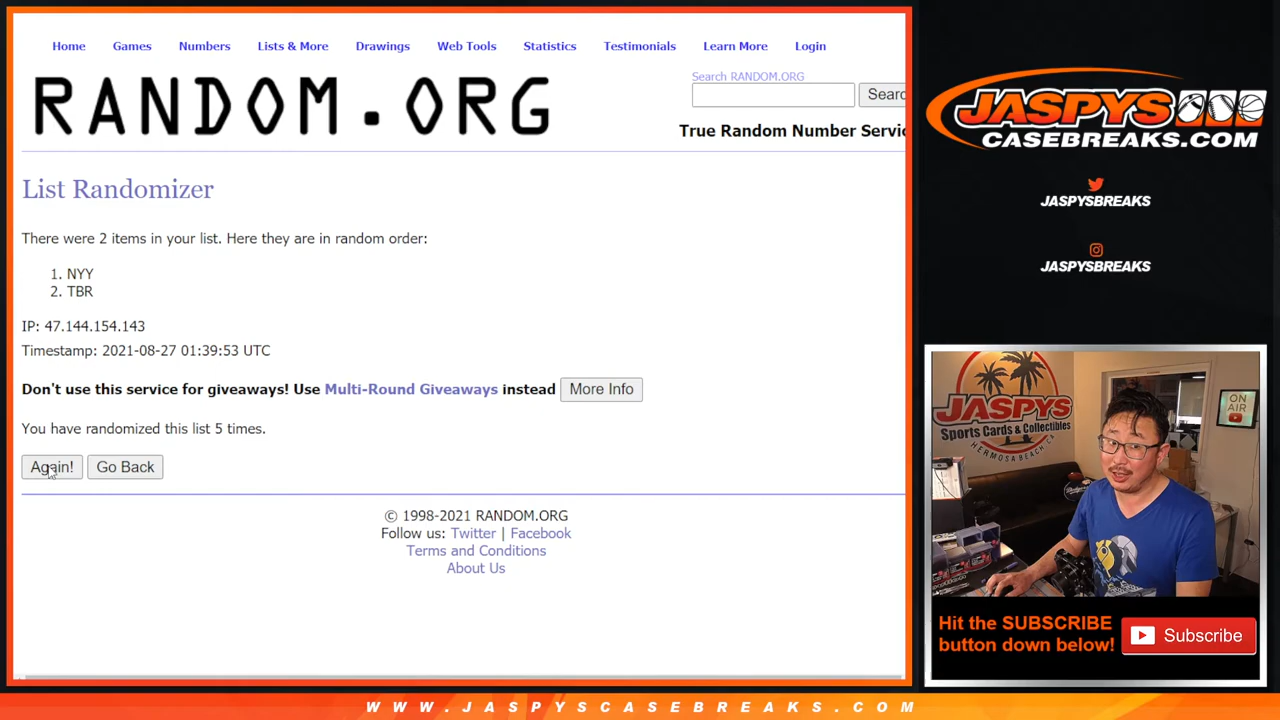 Home Games Numbers Lists & More Drawings Web Tools Statistics Testimonials Learn More Login
RANDOM.ORG
Search RANDOM.ORG
Searc
True Random Number Servic
List Randomizer
There were 2 items in your list. Here they are in random order:
1. NYY
2. TBR
IP: 47.144.154.143
Timestamp: 2021-08-27 01:39:53 UTC
Don't use this service for giveaways! Use Multi-Round Giveaways instead More Info
You have randomized this list 5 times.
Again! Go Back
© 1998-2021 RANDOM.ORG
Follow us: Twitter | Facebook
Terms and Conditions
About Us
JASPYS
CASEBREAKS.COM
JASPYSBREAKS
JASPYSBREAKS
JASPYS
Sports Cards & Collectibles
HERMOSA BEACH, CA
ON
AIR
Dodgers
Hit the SUBSCRIBE
button down below!
Subscribe
WWW.JASPYSCASEBREAKS.COM